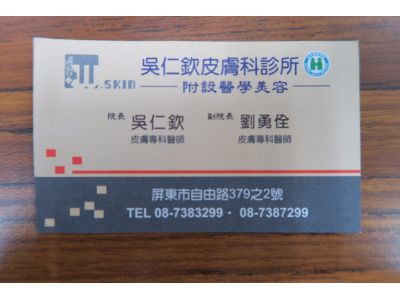 U.SKIN
吳仁欽皮膚科診所
附設醫學美容
院長 吳仁欽 副院長 劉勇佺
皮膚專科醫師 皮膚專科醫師
屏東市自由路379之2號
TEL 08-7383299 · 08-7387299